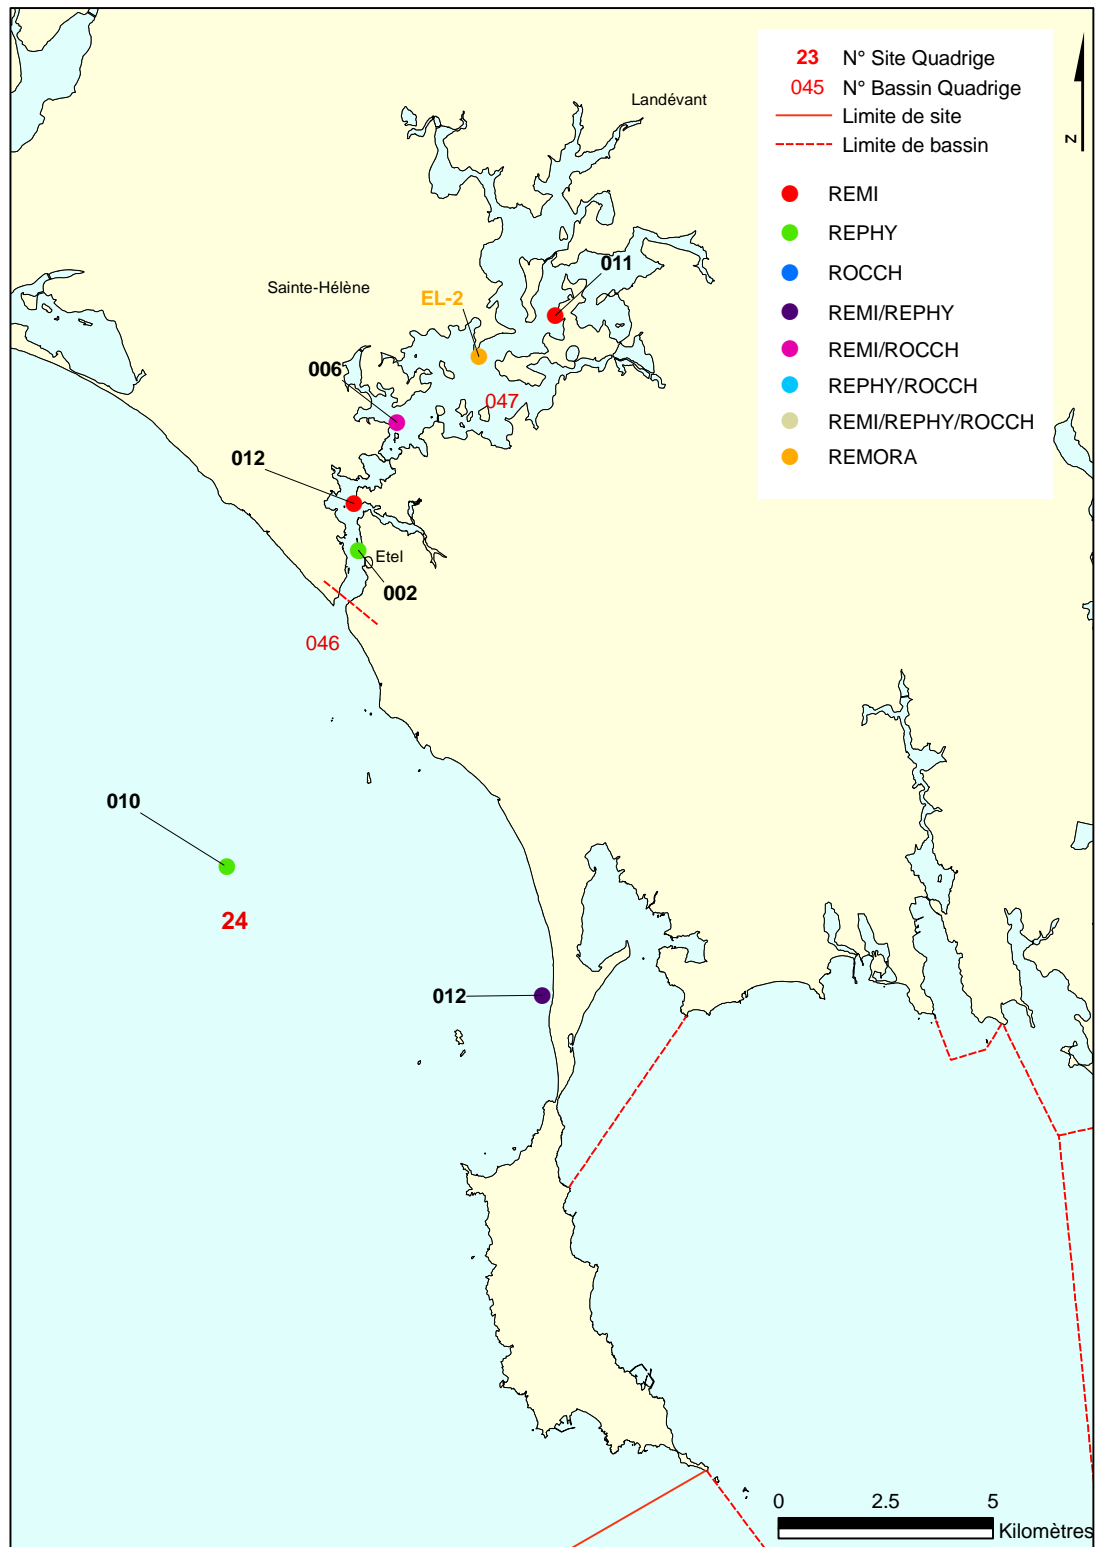 23 N° Site Quadrige
045 N° Bassin Quadrige
Limite de site
Limite de bassin
z
REMI
REPHY
ROCCH
REMI/REPHY
REMI/ROCCH
REPHY/ROCCH
REMI/REPHY/ROCCH
REMORA
Landévant
011
Sainte-Hélène
EL-2
006
047
012
Etel
002
046
010
24
012
0 2.5 5
Kilomètres